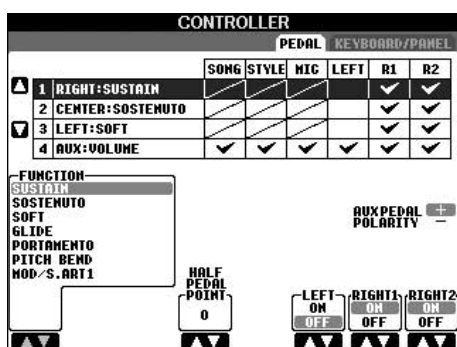 CONTROLLER
PEDAL KEYBOARD/PANEL
SONG STYLE MIC LEFT R1 R2
1 RIGHT:SUSTAIN
2 CENTER:SOSTENUTO
3 LEFT:SOFT
4 AUX:VOLUME
FUNCTION
SUSTAIN
SOSTENUTO
SOFT
GLIDE
PORTAMENTO
PITCH BEND
MOD/S.ART1
AUX PEDAL +
POLARITY −
HALF
PEDAL
POINT
0
LEFT RIGHT1 RIGHT2
ON ON ON
OFF OFF OFF